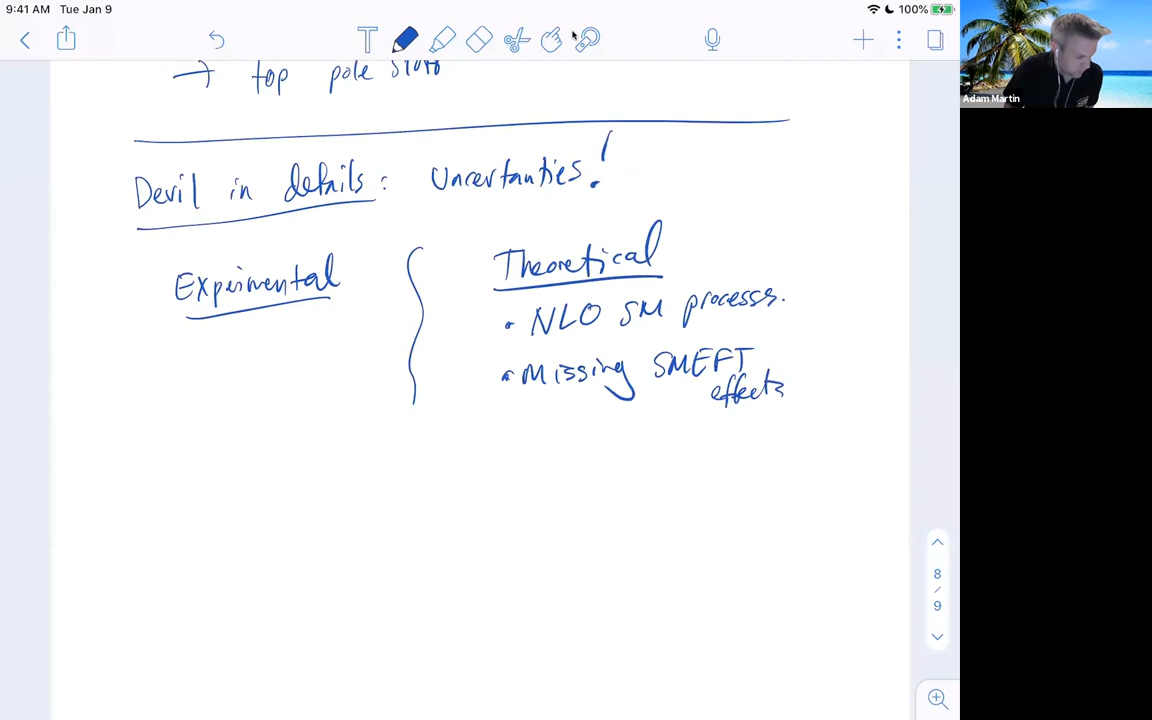 9:41 AM Tue Jan 9
100%
T
Adam Martin
→ top pole stuff
Devil in details: Uncertanties!
Experimental
Theoretical
• NLO SM processes.
• Missing SMEFT
effects
8
/
9